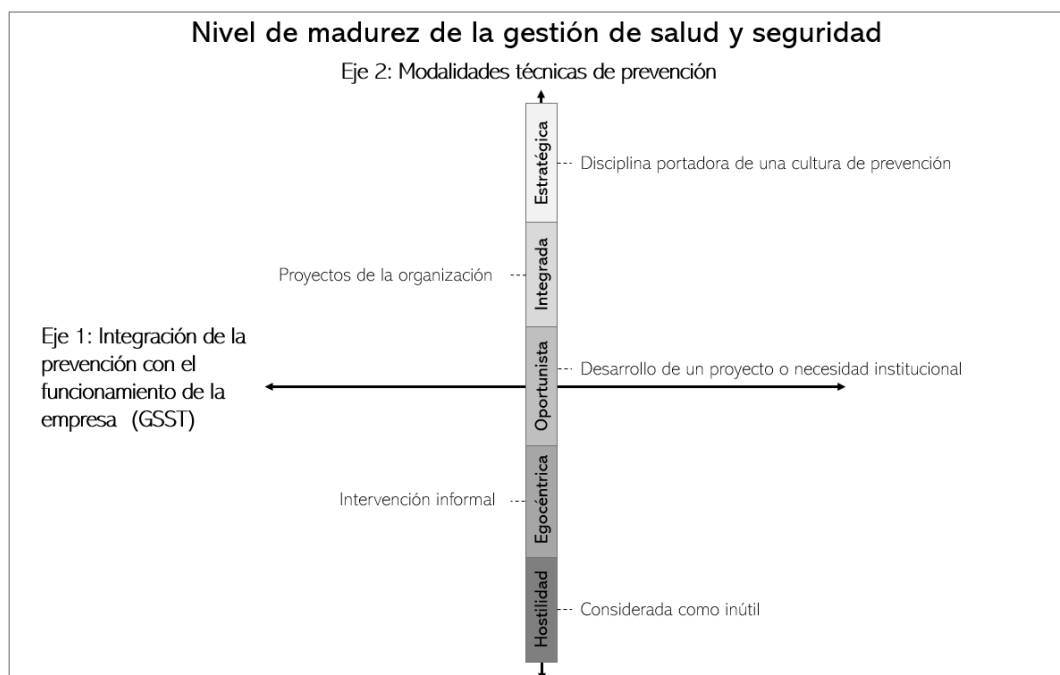 Nivel de madurez de la gestión de salud y seguridad
Eje 2: Modalidades técnicas de prevención
Estratégica
Disciplina portadora de una cultura de prevención
Proyectos de la organización
Integrada
Eje 1: Integración de la
prevención con el
funcionamiento de la
empresa (GSST)
Oportunista
Desarrollo de un proyecto o necesidad institucional
Intervención informal
Egocéntrica
Hostilidad
Considerada como inútil